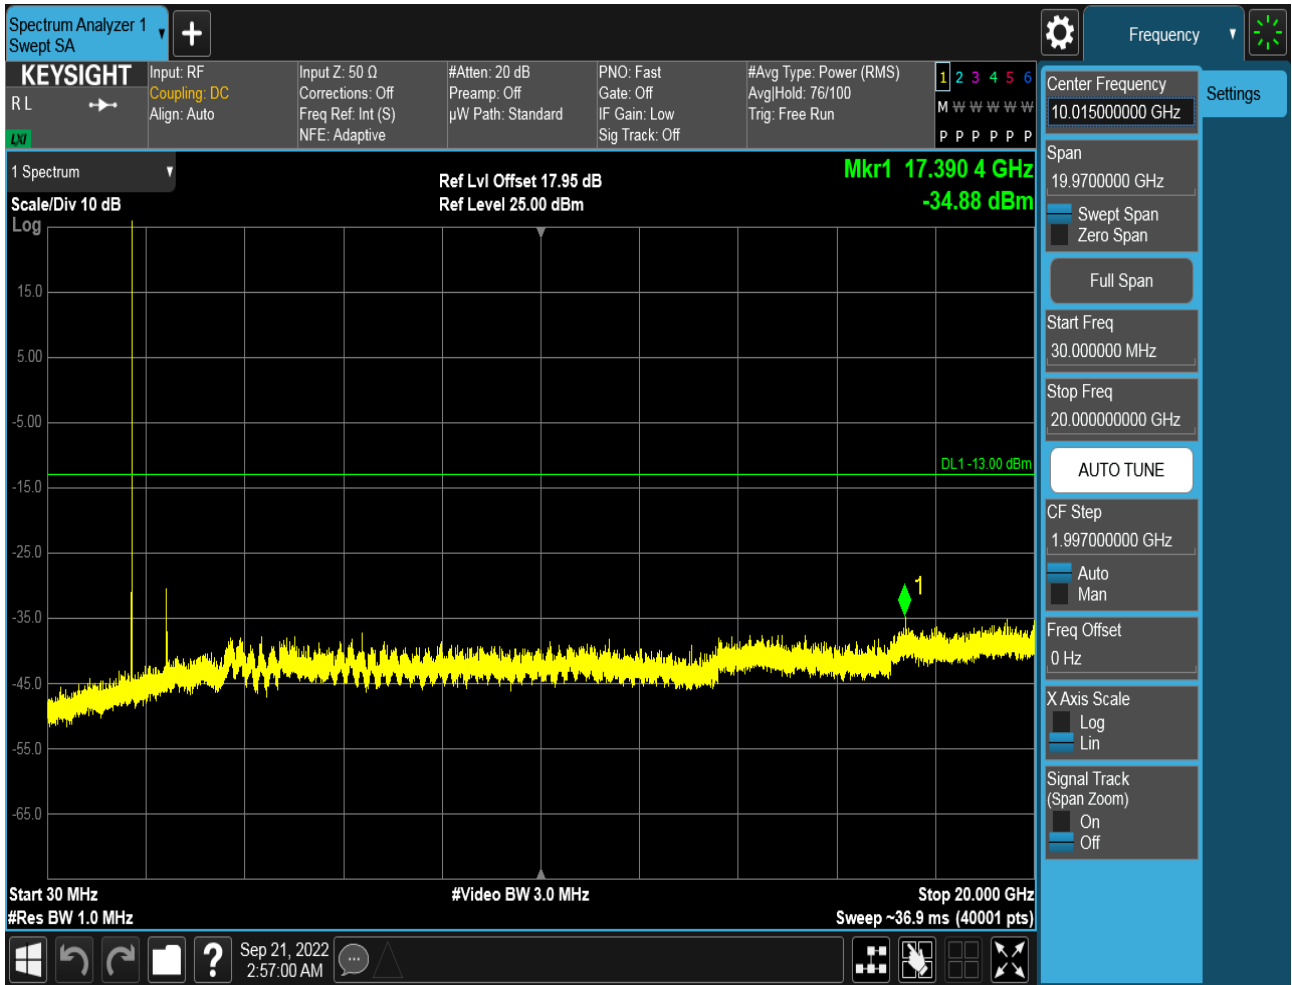 Spectrum Analyzer 1
Swept SA
Frequency
KEYSIGHT
R L
LXI
Input: RF
Coupling: DC
Align: Auto
Input Z: 50 Ω
Corrections: Off
Freq Ref: Int (S)
NFE: Adaptive
#Atten: 20 dB
Preamp: Off
µW Path: Standard
PNO: Fast
Gate: Off
IF Gain: Low
Sig Track: Off
#Avg Type: Power (RMS)
Avg|Hold: 76/100
Trig: Free Run
1 2 3 4 5 6
M W W W W W
P P P P P P
1 Spectrum
Scale/Div 10 dB
Log
Ref Lvl Offset 17.95 dB
Ref Level 25.00 dBm
Mkr1 17.390 4 GHz
-34.88 dBm
15.0
5.00
-5.00
DL1 -13.00 dBm
-15.0
-25.0
1
-35.0
-45.0
-55.0
-65.0
Start 30 MHz
#Res BW 1.0 MHz
#Video BW 3.0 MHz
Stop 20.000 GHz
Sweep ~36.9 ms (40001 pts)
?
Sep 21, 2022
2:57:00 AM
Center Frequency
10.015000000 GHz
Settings
Span
19.9700000 GHz
Swept Span
Zero Span
Full Span
Start Freq
30.000000 MHz
Stop Freq
20.000000000 GHz
AUTO TUNE
CF Step
1.997000000 GHz
Auto
Man
Freq Offset
0 Hz
X Axis Scale
Log
Lin
Signal Track
(Span Zoom)
On
Off